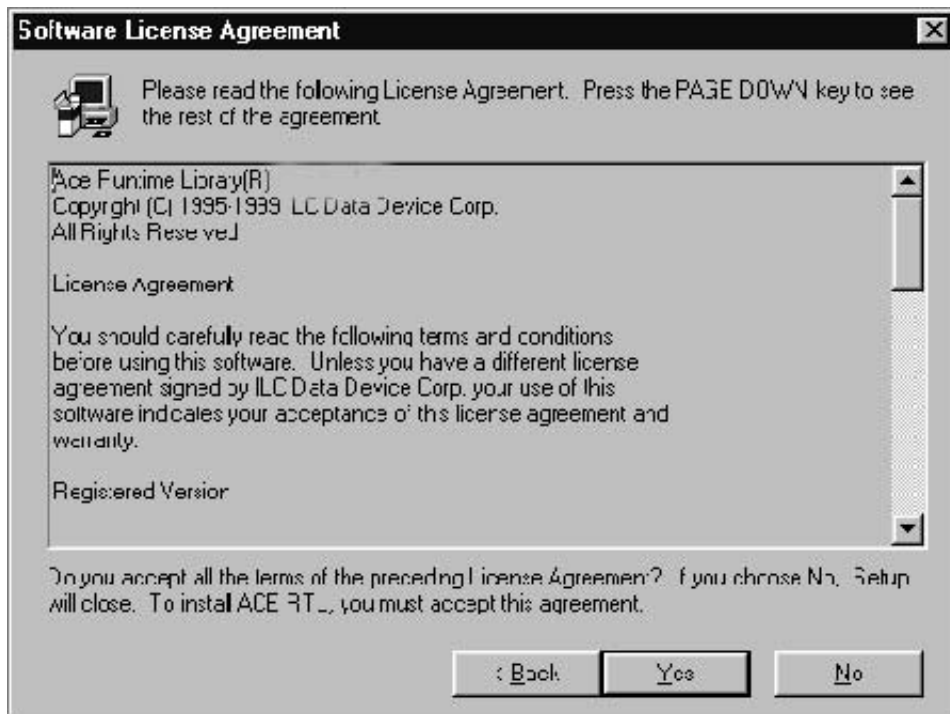 Software License Agreement
Please read the following License Agreement. Press the PAGE DOWN key to see
the rest of the agreement.
Ace Runtime Library(R)
Copyright (C) 1995-1999 ILC Data Device Corp.
All Rights Reserved
License Agreement
You should carefully read the following terms and conditions
before using this software. Unless you have a different license
agreement signed by ILC Data Device Corp. your use of this
software indicates your acceptance of this license agreement and
warranty.
Registered Version
Do you accept all the terms of the preceding License Agreement? If you choose No, Setup
will close. To install ACE RTL, you must accept this agreement.
< Back
Yes
No